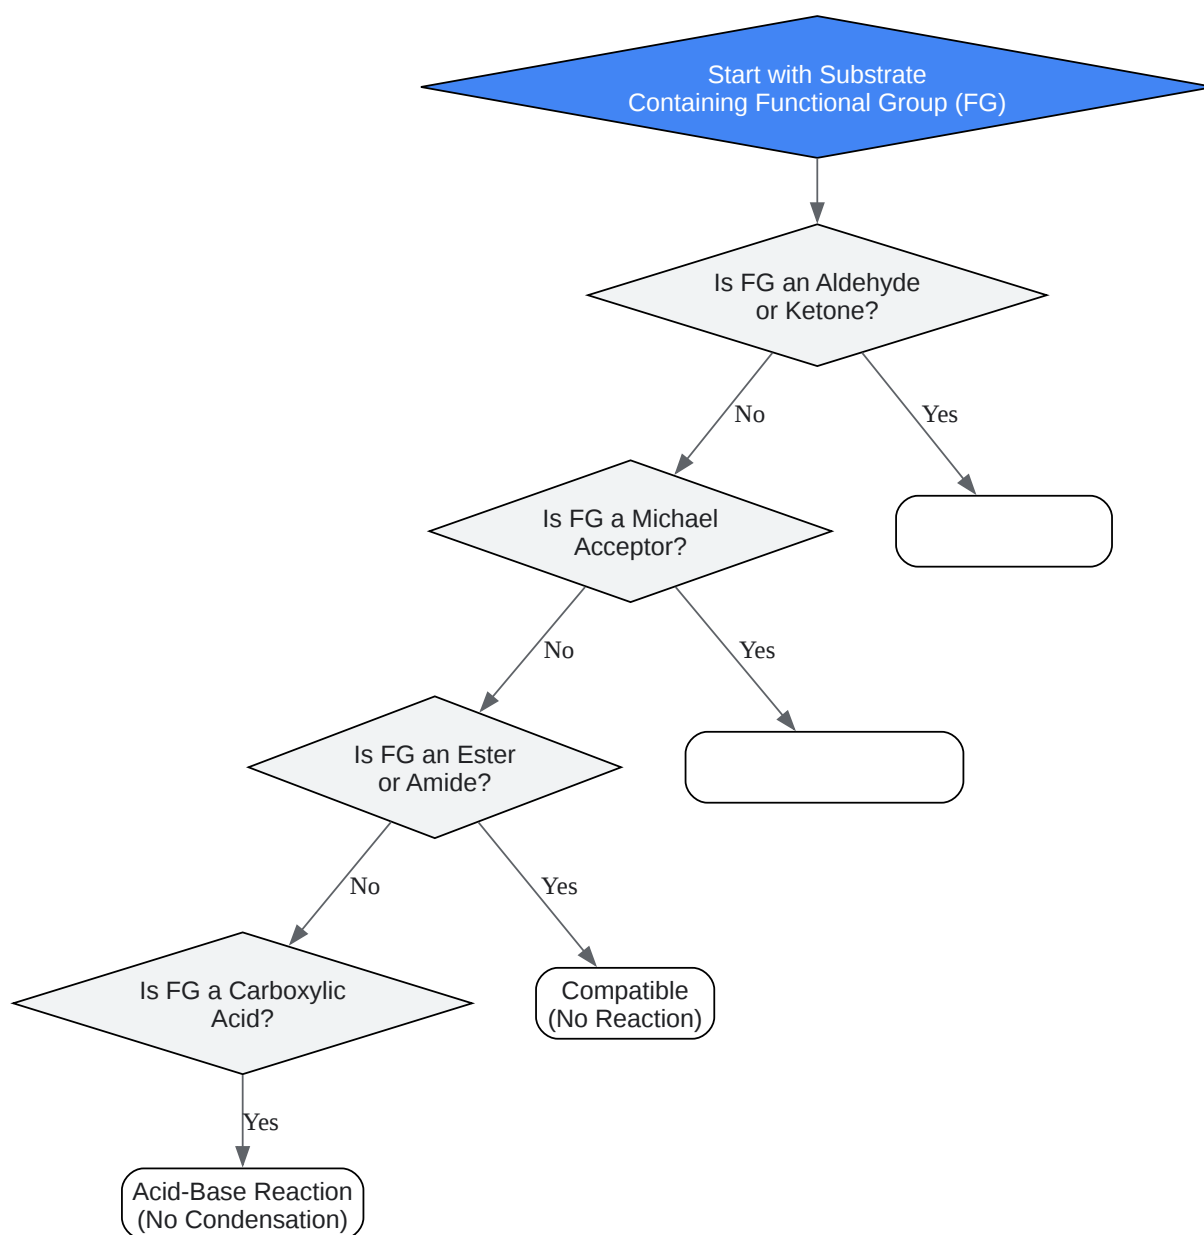 Start with Substrate
Containing Functional Group (FG)
Is FG an Aldehyde
or Ketone?
No
Yes
Is FG a Michael
Acceptor?
No
Yes
Is FG an Ester
or Amide?
No
Yes
Is FG a Carboxylic
Acid?
Compatible
(No Reaction)
Yes
Acid-Base Reaction
(No Condensation)